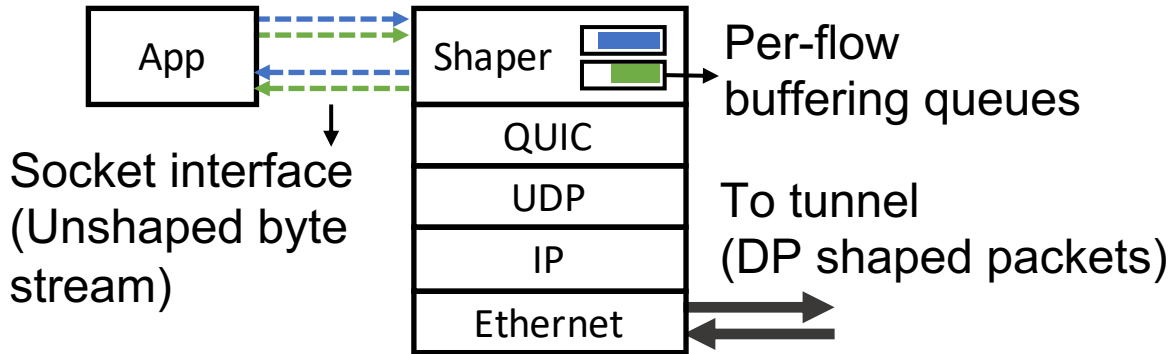 App
Shaper
Per-flow
buffering queues
QUIC
Socket interface
(Unshaped byte
stream)
UDP
To tunnel
(DP shaped packets)
IP
Ethernet